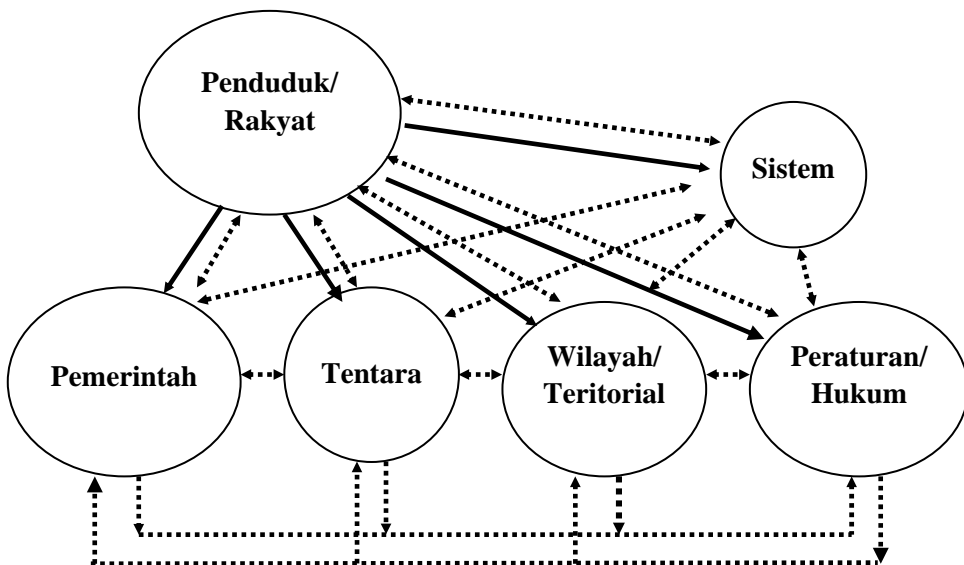 Penduduk/
Rakyat
Sistem
Pemerintah
Tentara
Wilayah/
Teritorial
Peraturan/
Hukum